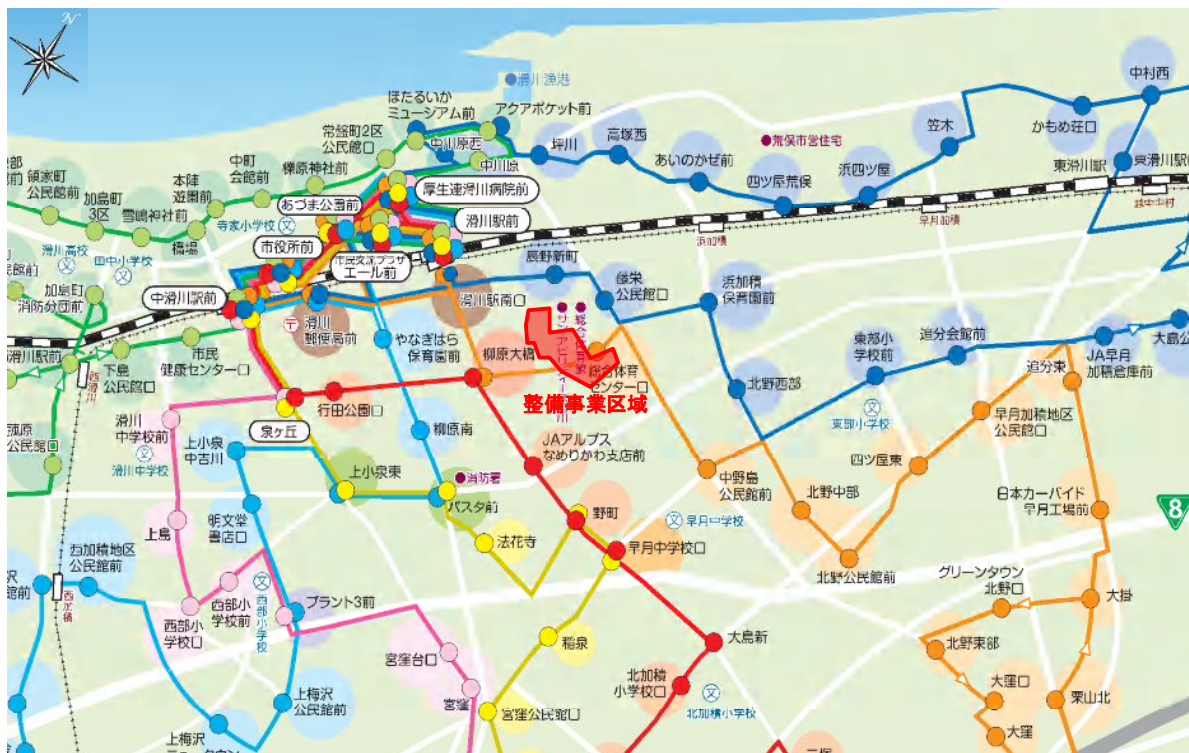 N
滑川漁港
ほたるいか
ミュージアム前
アクアポケット前
常盤町2区
公民館口
中川原西
中川原
坪川
高塚西
あいのかぜ前
荒俣市営住宅
四ツ屋荒俣
浜四ツ屋
笠木
かもめ荘口
中村西
東滑川駅
東滑川駅
越中中村
早月加積
浜加積
領家町
公民館前
加島町
3区
雪嶋神社前
本陣
遊園前
橋場
中町
会館前
櫟原神社前
あづま公園前
寺家小学校
厚生連滑川病院前
滑川駅前
市役所前
市民交流プラザ
エール前
滑川高校
田中小学校
加島町
消防分団前
中滑川駅前
滑川
郵便局前
滑川駅南口
辰野新町
藤栄
公民館口
浜加積
保育園前
滑川駅前
西滑川
下島
公民館口
市民
健康センター口
やなぎはら
保育園前
柳原大橋
総合体育
センター口
総合体育館
整備事業区域
北野西部
東部小
学校前
東部小学校
追分会館前
JA早月
加積倉庫前
大島公
追分東
早月加積地区
公民館口
四ツ屋東
行田公園口
泉ヶ丘
滑川
中学校前
滑川中学校
上小泉
中吉川
柳原南
上小泉東
消防署
パスタ前
JAアルプス
なめりかわ支店前
中野島
公民館前
北野中部
北野公民館前
日本カーバイド
早月工場前
8
公民館口
上島
明文堂
書店口
法花寺
野町
早月中学校
早月中学校口
西加積地区
公民館前
西加積
西部小
学校前
西部小
学校口
西部小学校
プラント3前
宮窪台口
宮窪
稲泉
宮窪公民館口
大島新
北加積
小学校口
北加積小学校
グリーンタウン
北野口
大掛
北野東部
大窪口
大窪
栗山北
上梅沢
公民館前
上梅沢